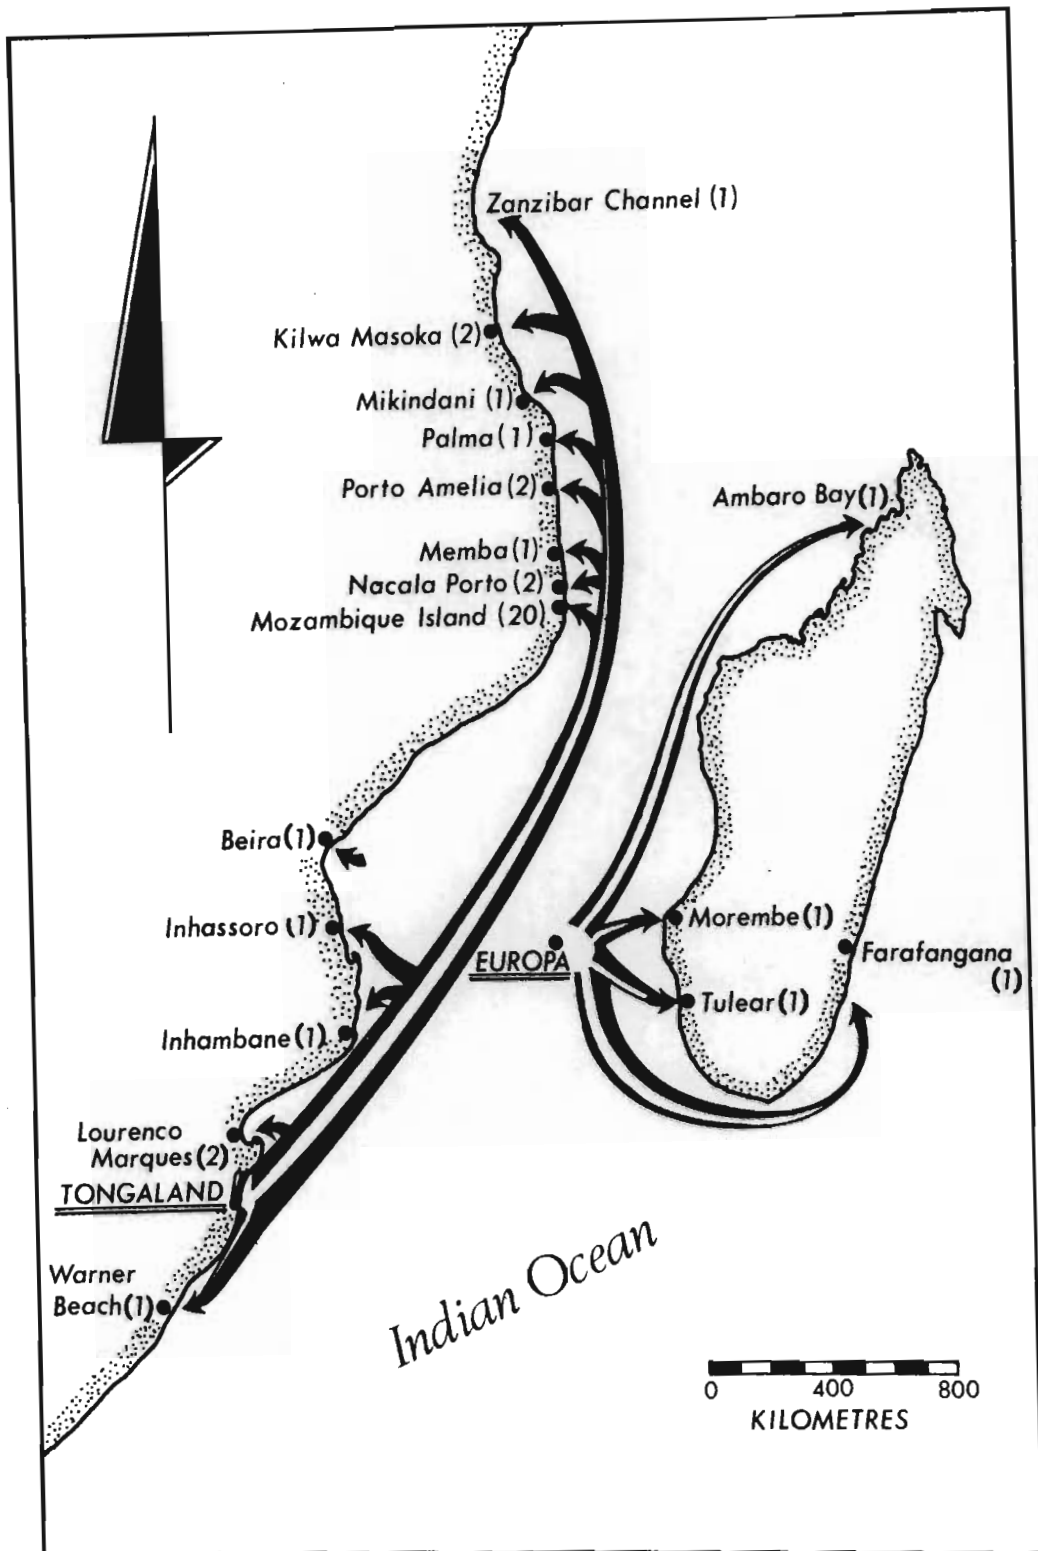 Zanzibar Channel (1)
Kilwa Masoka (2)
Mikindani (1)
Palma (1)
Porto Amelia (2)
Ambaro Bay (1)
Memba (1)
Nacala Porto (2)
Mozambique Island (20)
Beira (1)
Inhassoro (1)
Morembe (1)
EUROPA
Farafangana
(1)
Tulear (1)
Inhambane (1)
Lourenco
Marques (2)
TONGALAND
Warner
Beach (1)
Indian Ocean
0 400 800
KILOMETRES